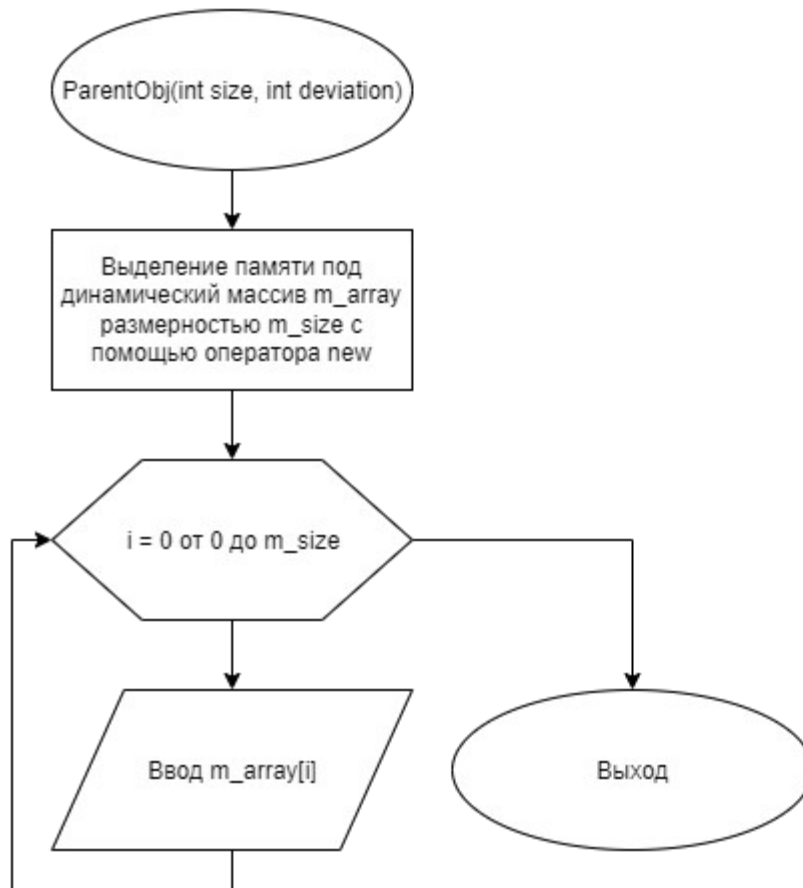 ParentObj(int size, int deviation)
Выделение памяти под
динамический массив m_array
размерностью m_size с
помощью оператора new
i = 0 от 0 до m_size
Ввод m_array[i]
Выход